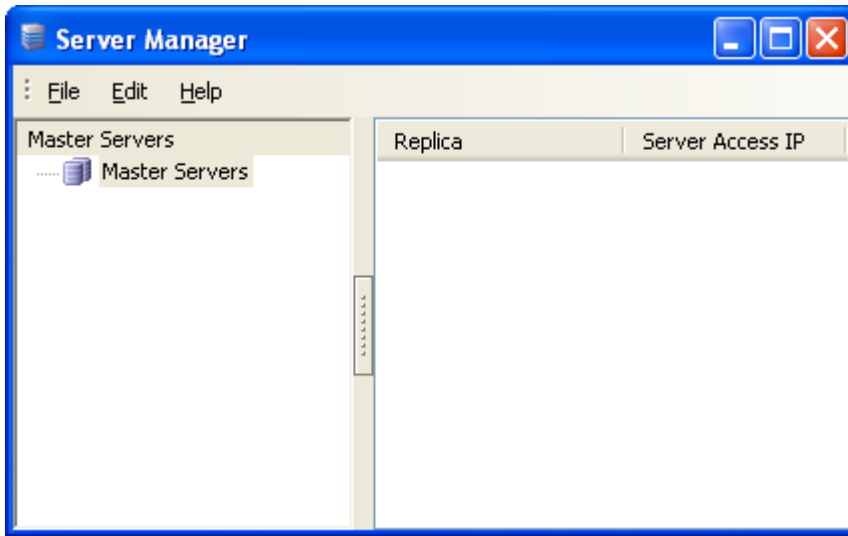 Server Manager
File Edit Help
Master Servers
Master Servers
Replica Server Access IP